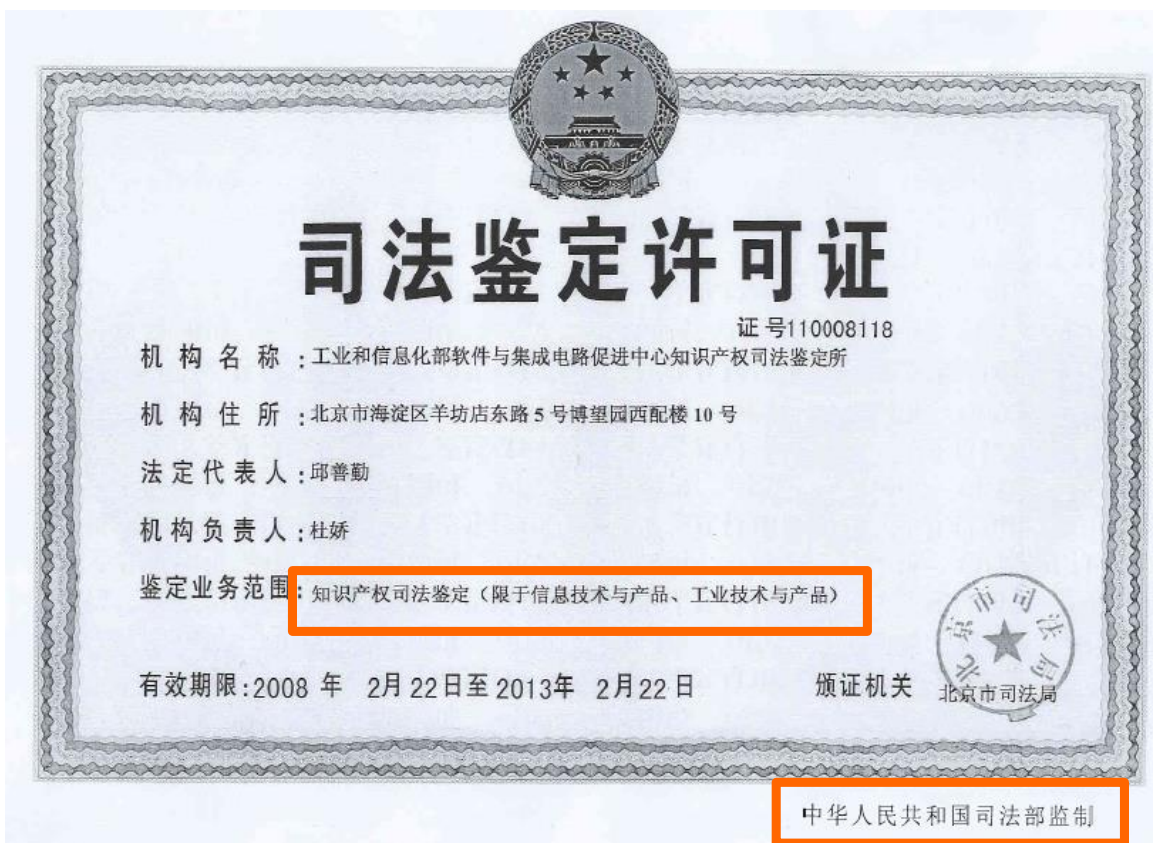 司法鉴定许可证
证号110008118
机构名称：工业和信息化部软件与集成电路促进中心知识产权司法鉴定所
机构住所：北京市海淀区羊坊店东路5号博望园西配楼10号
法定代表人：邱善勤
机构负责人：杜娇
鉴定业务范围：知识产权司法鉴定（限于信息技术与产品、工业技术与产品）
北京市司法局
有效期限：2008年 2月22日至2013年 2月22日 颁证机关 北京市司法局
中华人民共和国司法部监制